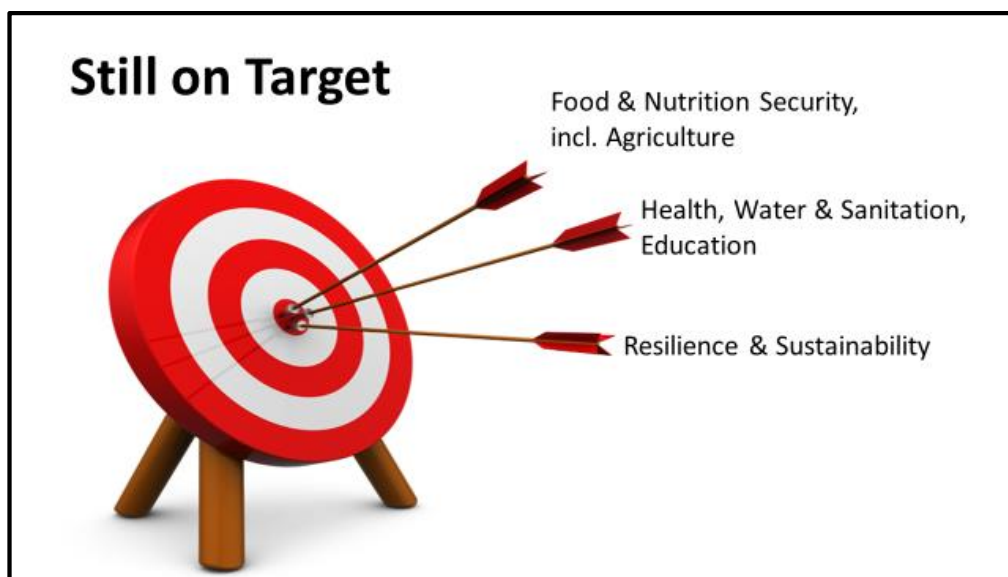 Still on Target
Food & Nutrition Security,
incl. Agriculture
Health, Water & Sanitation,
Education
Resilience & Sustainability